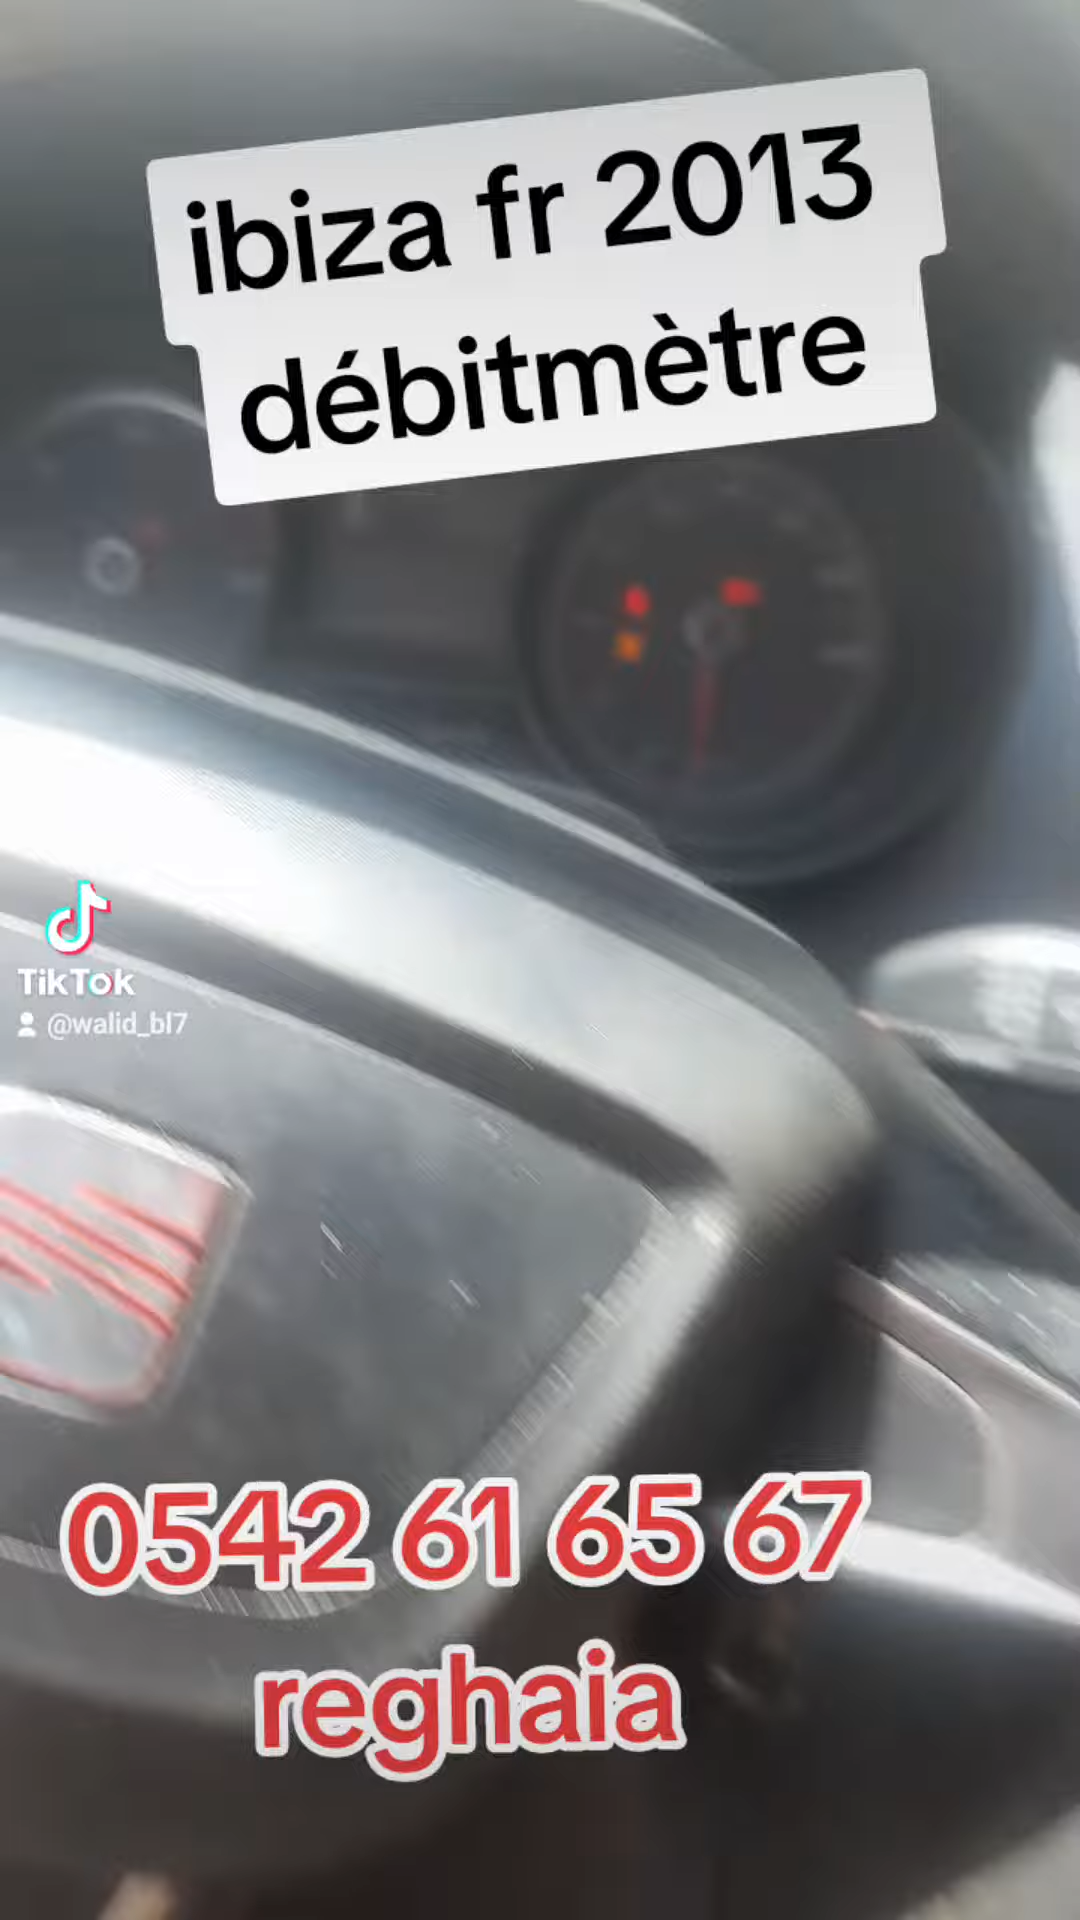 ibiza fr 2013
débitmètre
TikTok
@walid_bl7
0542 61 65 67
reghaia